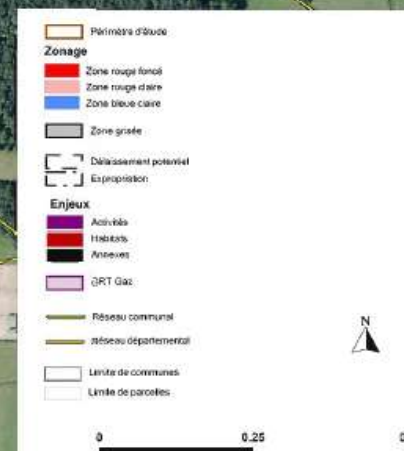 Périmètre d'étude
Zonage
Zone rouge foncé
Zone rouge claire
Zone bleue claire
Zone grisée
Délaissement potentiel
Expropriation
Enjeux
Activités
Habitats
Annexes
GRT Gaz
Réseau communal
Réseau départemental
Limite de communes
Limite de parcelles
N
0 0.25